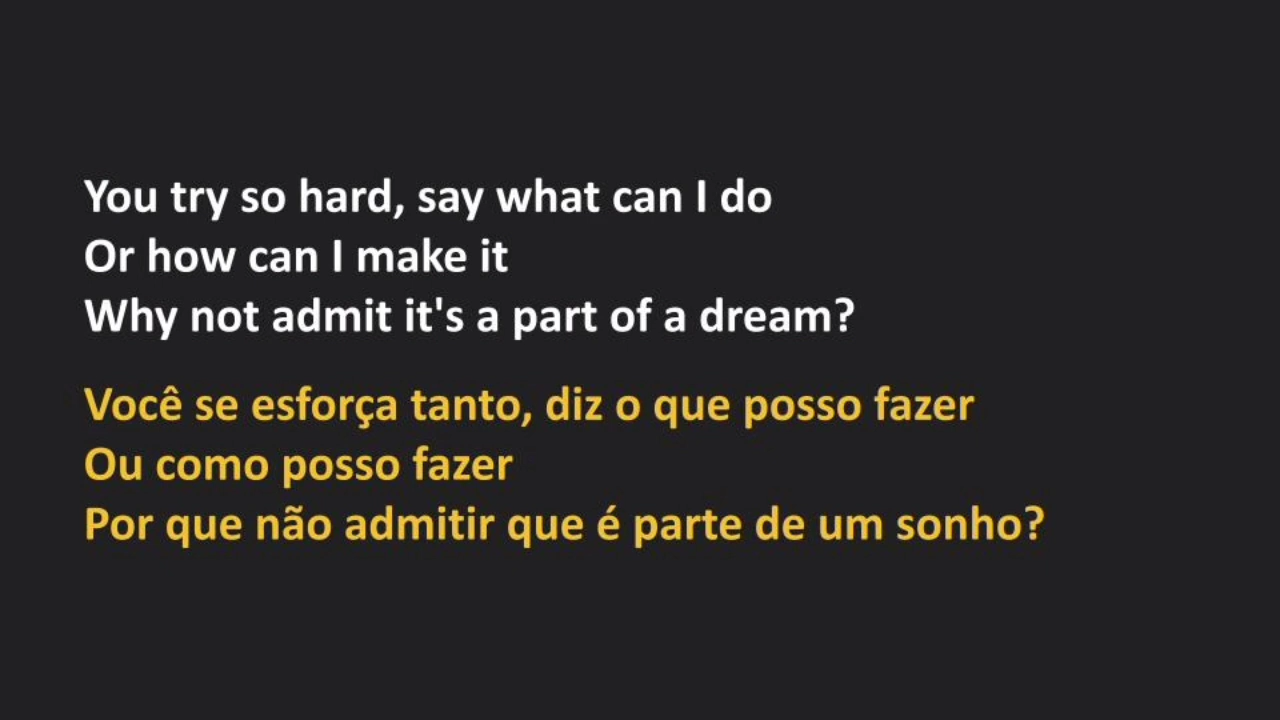 You try so hard, say what can I do
Or how can I make it
Why not admit it's a part of a dream?
Você se esforça tanto, diz o que posso fazer
Ou como posso fazer
Por que não admitir que é parte de um sonho?